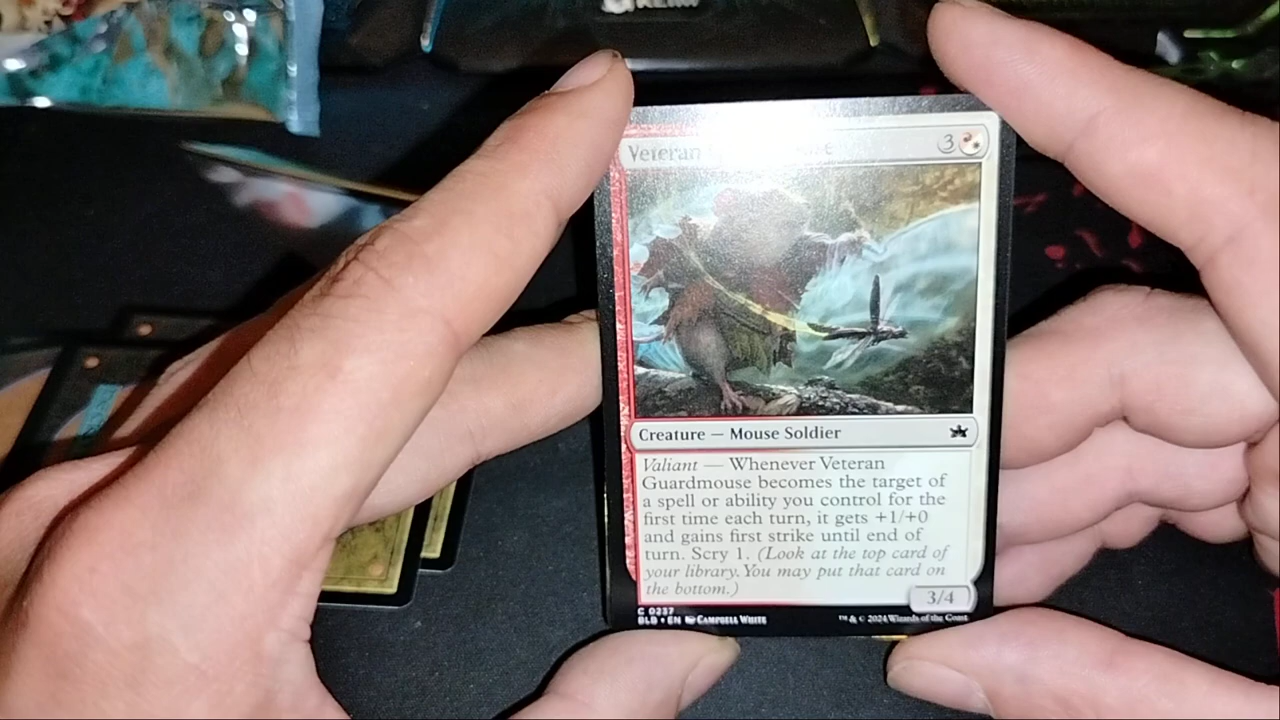 Veteran
3
Creature — Mouse Soldier
Valiant — Whenever Veteran
Guardmouse becomes the target of
a spell or ability you control for the
first time each turn, it gets +1/+0
and gains first strike until end of
turn. Scry 1. (Look at the top card of
your library. You may put that card on
the bottom.)
3/4
C 0237
BLB • EN Campbell White
™ & © 2024 Wizards of the Coast